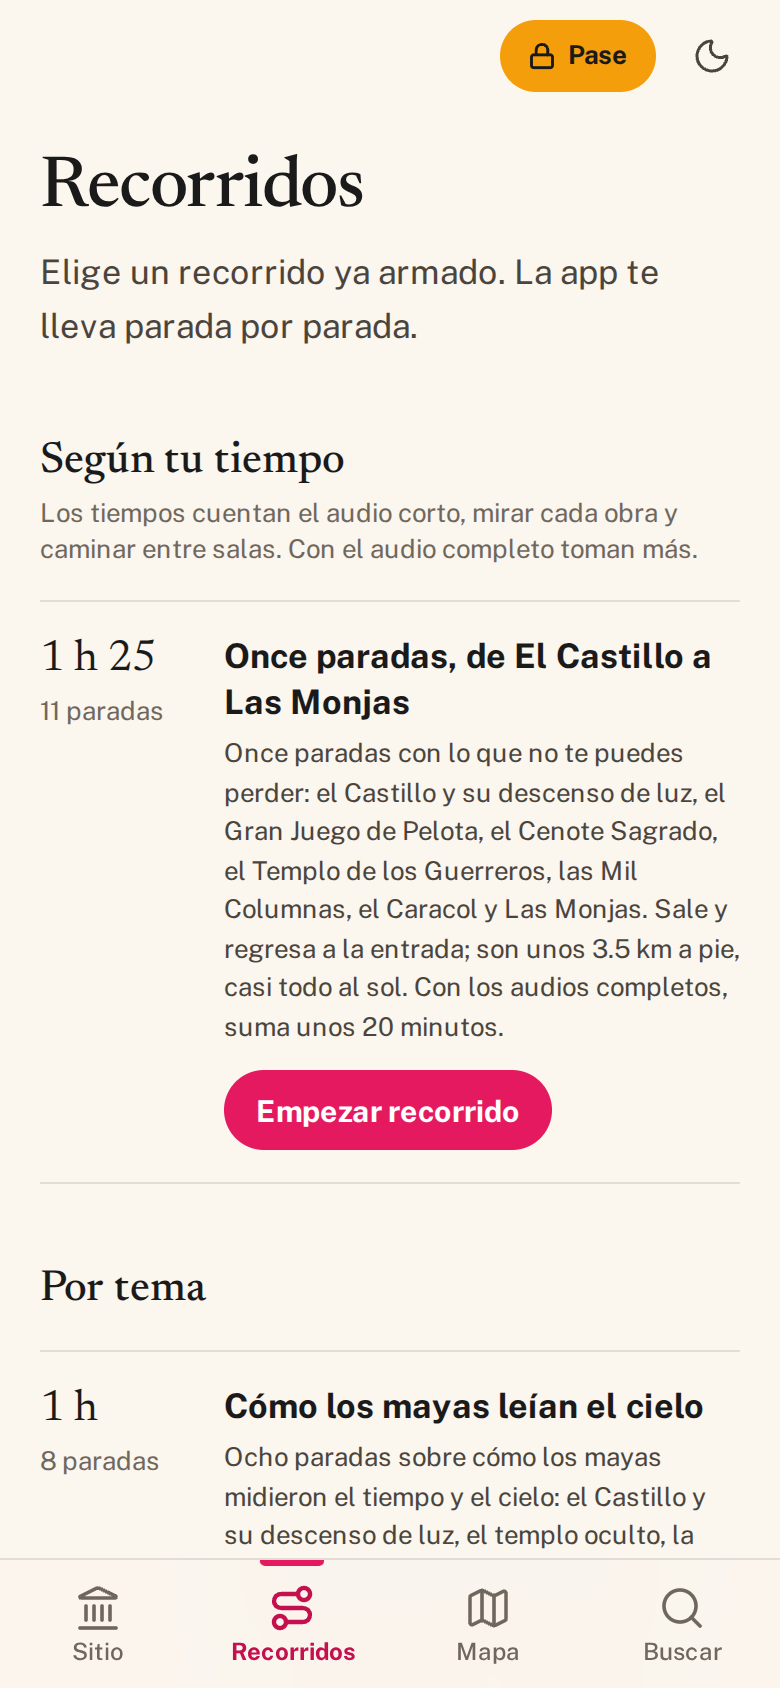 Pase
Recorridos
Elige un recorrido ya armado. La app te
lleva parada por parada.
Según tu tiempo
Los tiempos cuentan el audio corto, mirar cada obra y
caminar entre salas. Con el audio completo toman más.
1 h 25
11 paradas
Once paradas, de El Castillo a
Las Monjas
Once paradas con lo que no te puedes
perder: el Castillo y su descenso de luz, el
Gran Juego de Pelota, el Cenote Sagrado,
el Templo de los Guerreros, las Mil
Columnas, el Caracol y Las Monjas. Sale y
regresa a la entrada; son unos 3.5 km a pie,
casi todo al sol. Con los audios completos,
suma unos 20 minutos.
Empezar recorrido
Por tema
1 h
8 paradas
Cómo los mayas leían el cielo
Ocho paradas sobre cómo los mayas
midieron el tiempo y el cielo: el Castillo y
su descenso de luz, el templo oculto, la
Sitio
Recorridos
Mapa
Buscar